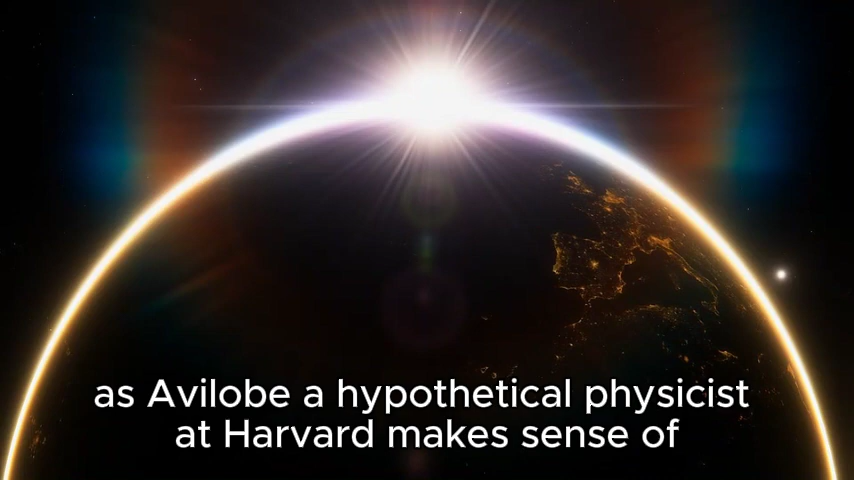 as Avilobe a hypothetical physicist
at Harvard makes sense of